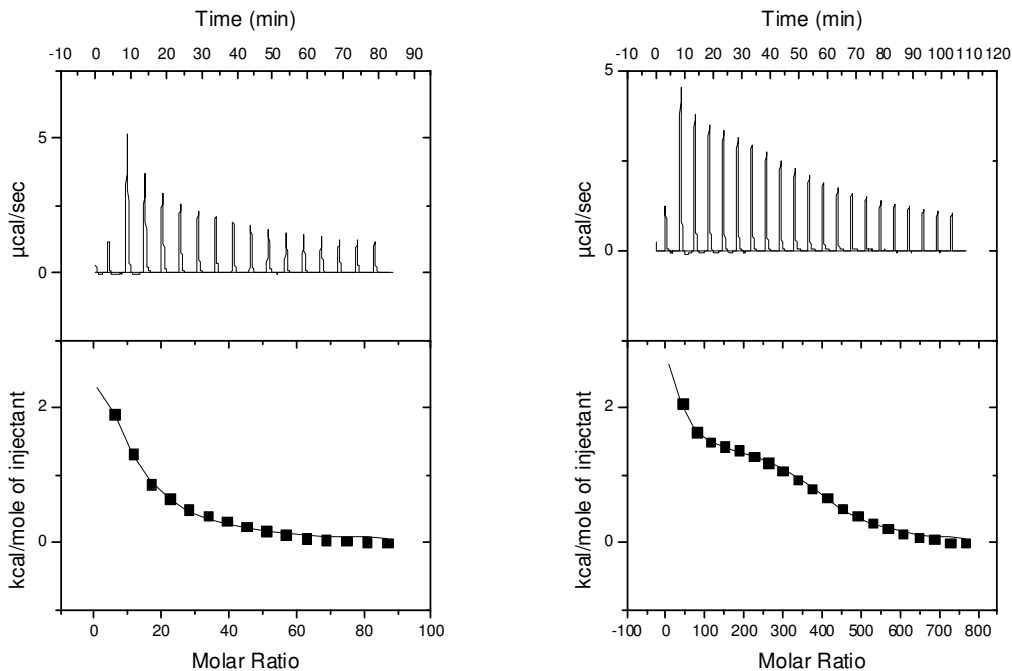 Time (min)
-10 0 10 20 30 40 50 60 70 80 90
5
0
µcal/sec
2
0
kcal/mole of injectant
0 20 40 60 80 100
Molar Ratio
Time (min)
-10 0 10 20 30 40 50 60 70 80 90 100 110 120
5
0
µcal/sec
2
0
kcal/mole of injectant
-100 0 100 200 300 400 500 600 700 800
Molar Ratio